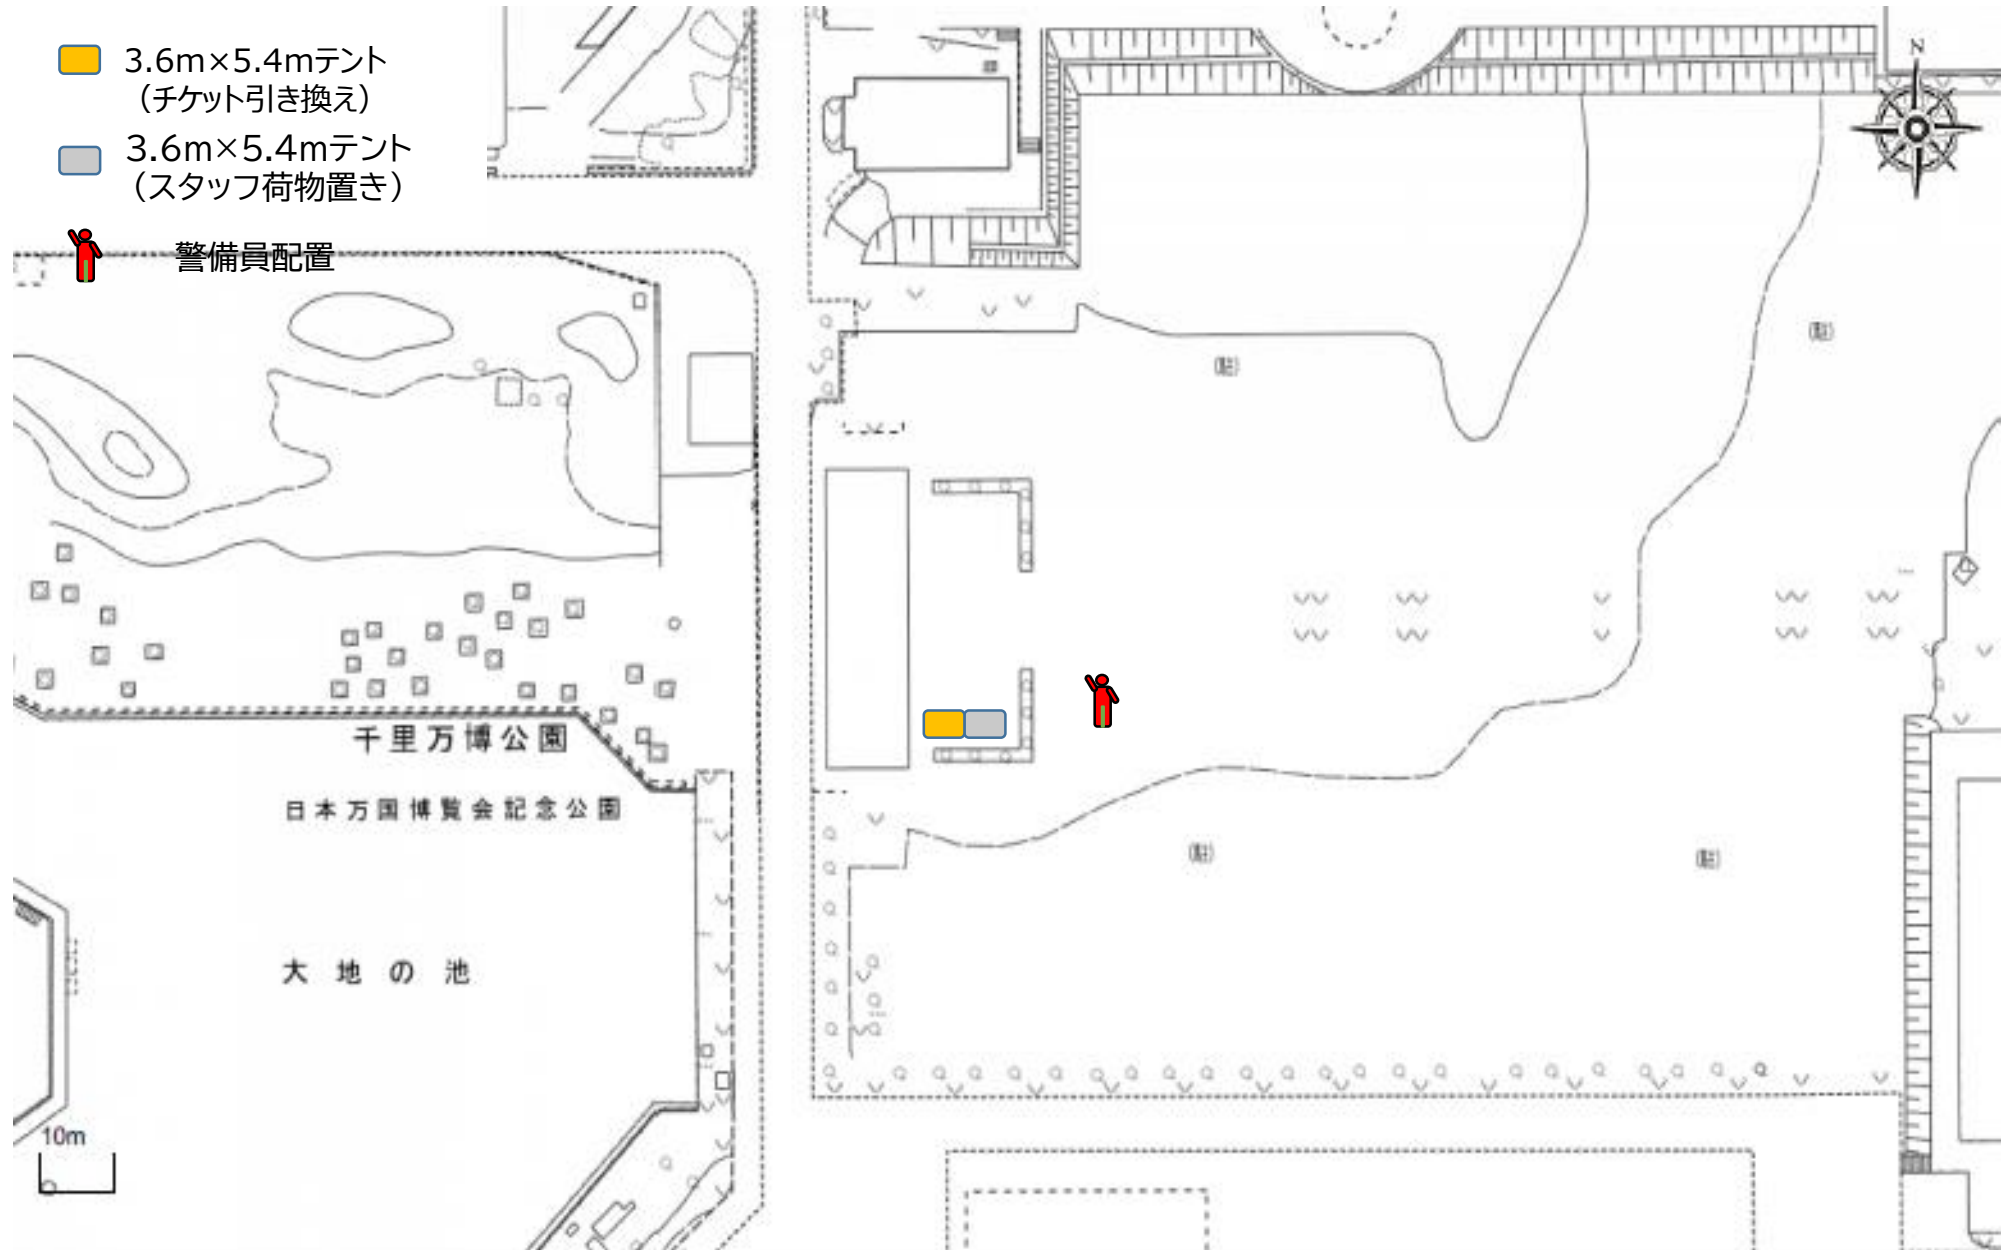 3.6m×5.4mテント
（チケット引き換え）
3.6m×5.4mテント
（スタッフ荷物置き）
警備員配置
N
千里万博公園
日本万国博覧会記念公園
大地の池
10m